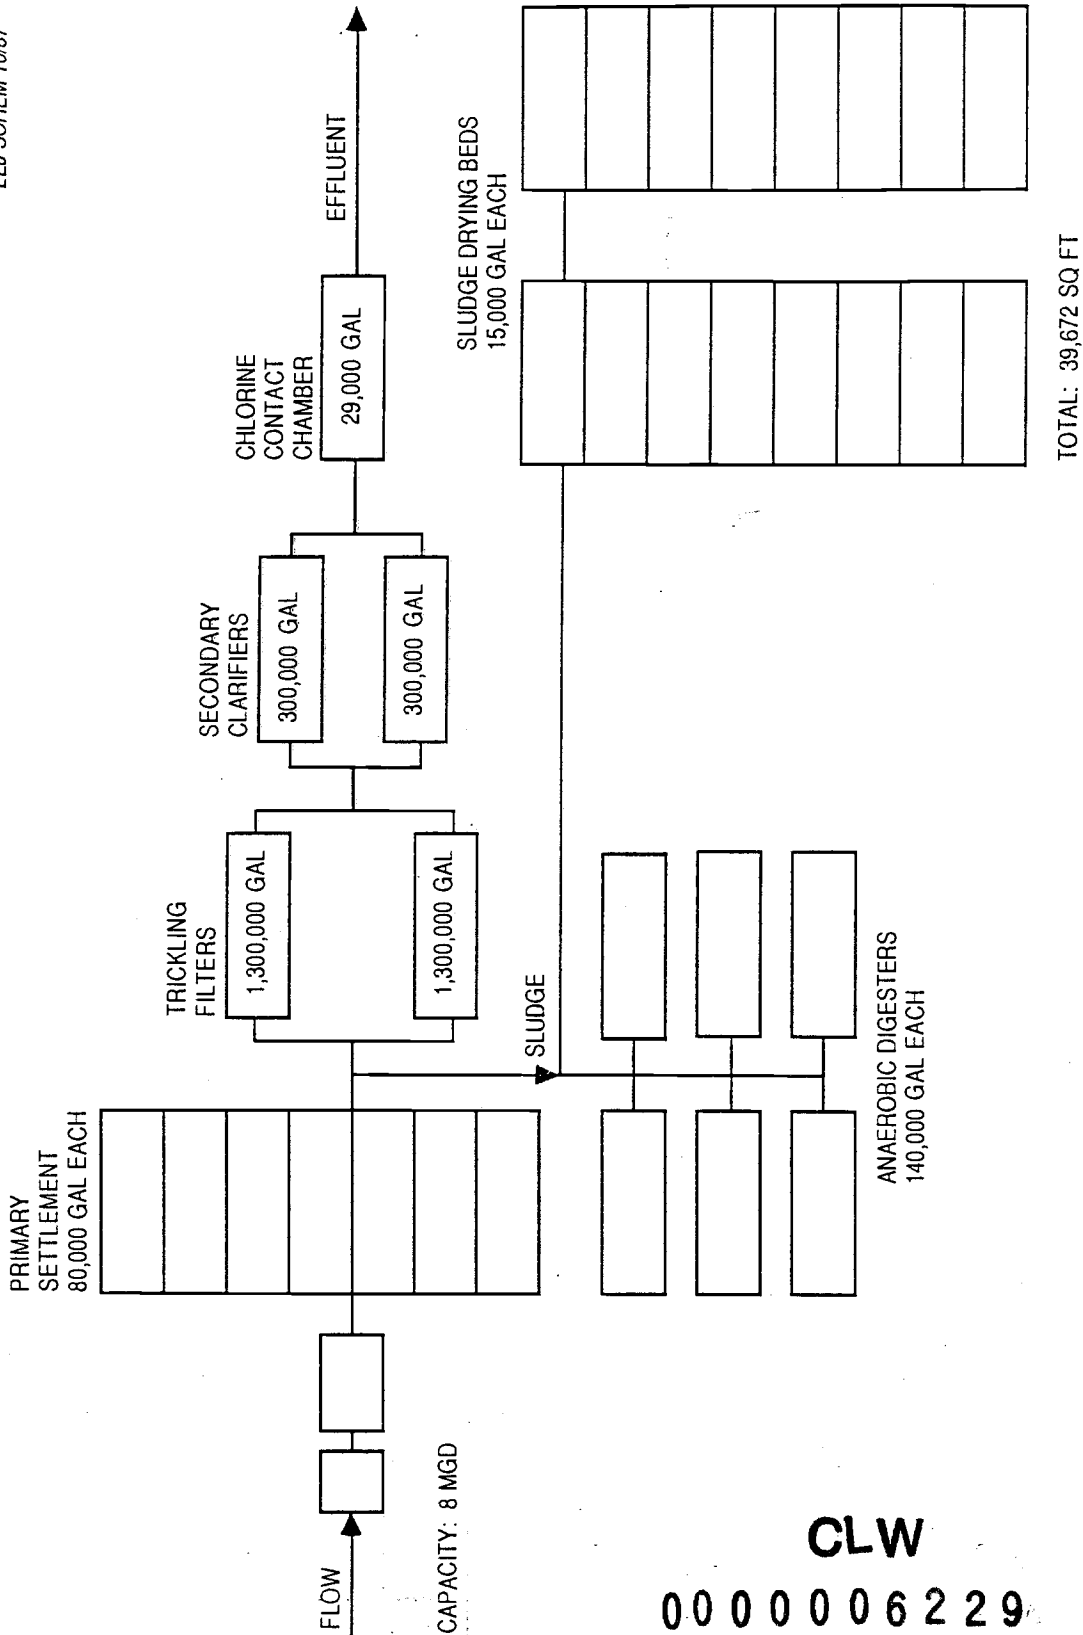 FLOW
CAPACITY: 8 MGD
PRIMARY
SETTLEMENT
80,000 GAL EACH
TRICKLING
FILTERS
1,300,000 GAL
1,300,000 GAL
SECONDARY
CLARIFIERS
300,000 GAL
300,000 GAL
CHLORINE
CONTACT
CHAMBER
29,000 GAL
EFFLUENT
SLUDGE
ANAEROBIC DIGESTERS
140,000 GAL EACH
SLUDGE DRYING BEDS
15,000 GAL EACH
TOTAL: 39,672 SQ FT
CLW
0000006229